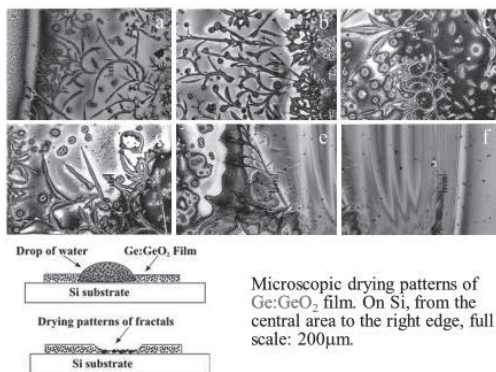 a
b
c
e
f
Drop of water
Ge:GeO₂ Film
Si substrate
Drying patterns of fractals
Si substrate
Microscopic drying patterns of
Ge:GeO₂ film. On Si, from the
central area to the right edge, full
scale: 200μm.